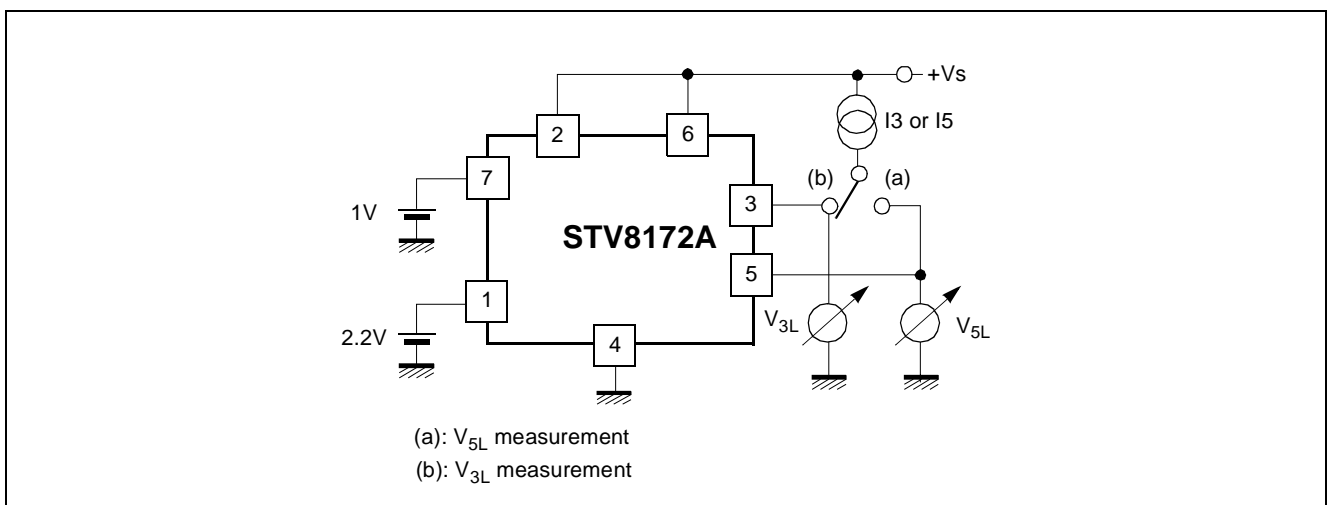 +Vs
I3 or I5
2
6
7
(b)
(a)
1V
3
STV8172A
5
1
V3L
V5L
2.2V
4
(a): V5L measurement
(b): V3L measurement